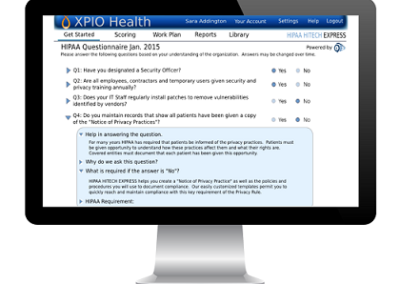 XPIO Health
Sara Addington Your Account Settings Help Logout
Get Started Scoring Work Plan Reports Library
HIPAA HITECH EXPRESS
HIPAA Questionnaire Jan. 2015
Powered by
Please answer the following questions based on your understanding of the organization. Answers may be changed over time.
Q1: Have you designated a Security Officer? Yes No
Q2: Are all employees, contractors and temporary users given security and
privacy training annually? Yes No
Q3: Does your IT Staff regularly install patches to remove vulnerabilities
identified by vendors? Yes No
Q4: Do you maintain records that show all patients have been given a copy
of the "Notice of Privacy Practices"? Yes No
Help in answering the question.
For many years HIPAA has required that patients be informed of the privacy practices. Patients must
be given opportunity to understand how these practices affect them and what their rights are.
Covered entities must document that each patient has been given this opportunity.
Why do we ask this question?
What is required if the answer is "No"?
HIPAA HITECH EXPRESS helps you create a "Notice of Privacy Practice" as well as the policies and
procedures you will use to document compliance. Our easily customized templates permit you to
quickly reach and maintain compliance with this key requirement of the Privacy Rule.
HIPAA Requirement: